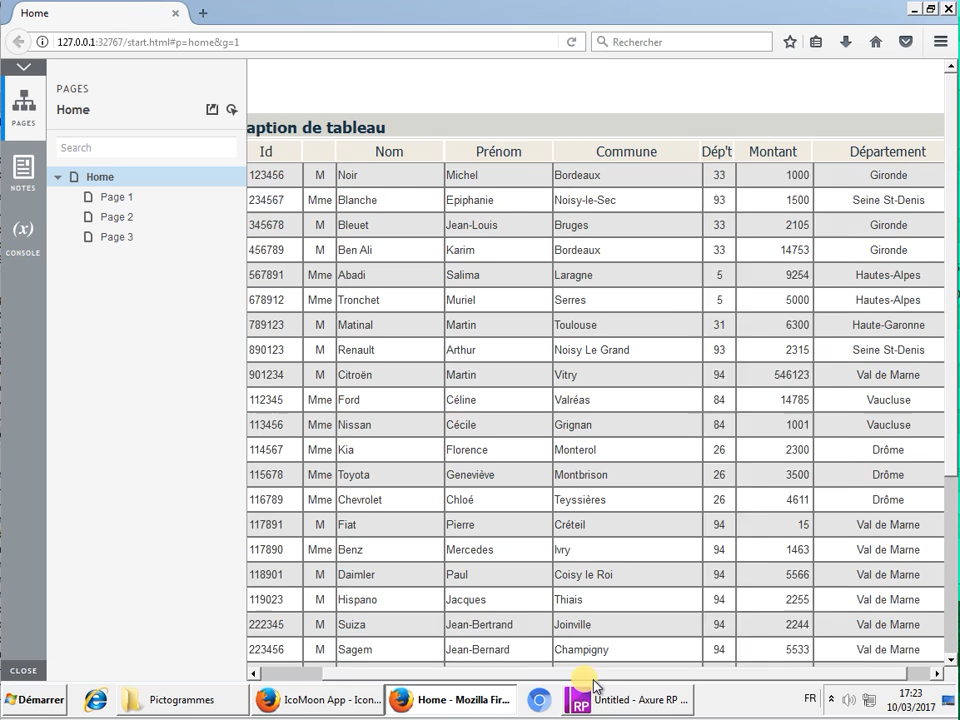 Home
127.0.0.1:32767/start.html#p=home&g=1
Rechercher
PAGES
NOTES
(x)
CONSOLE
CLOSE
PAGES
Home
Search
Home
Page 1
Page 2
Page 3
aption de tableau
Id Nom Prénom Commune Dép't Montant Département
123456 M Noir Michel Bordeaux 33 1000 Gironde
234567 Mme Blanche Epiphanie Noisy-le-Sec 93 1500 Seine St-Denis
345678 M Bleuet Jean-Louis Bruges 33 2105 Gironde
456789 M Ben Ali Karim Bordeaux 33 14753 Gironde
567891 Mme Abadi Salima Laragne 5 9254 Hautes-Alpes
678912 Mme Tronchet Muriel Serres 5 5000 Hautes-Alpes
789123 M Matinal Martin Toulouse 31 6300 Haute-Garonne
890123 M Renault Arthur Noisy Le Grand 93 2315 Seine St-Denis
901234 M Citroën Martin Vitry 94 546123 Val de Marne
112345 Mme Ford Céline Valréas 84 14785 Vaucluse
113456 Mme Nissan Cécile Grignan 84 1001 Vaucluse
114567 Mme Kia Florence Monterol 26 2300 Drôme
115678 Mme Toyota Geneviève Montbrison 26 3500 Drôme
116789 Mme Chevrolet Chloé Teyssières 26 4611 Drôme
117891 M Fiat Pierre Créteil 94 15 Val de Marne
117890 Mme Benz Mercedes Ivry 94 1463 Val de Marne
118901 M Daimler Paul Coisy le Roi 94 5566 Val de Marne
119023 M Hispano Jacques Thiais 94 2255 Val de Marne
222345 M Suiza Jean-Bertrand Joinville 94 2244 Val de Marne
223456 M Sagem Jean-Bernard Champigny 94 5533 Val de Marne
Démarrer Pictogrammes IcoMoon App - Icon... Home - Mozilla Fir... RP Untitled - Axure RP ... FR 17:23
10/03/2017